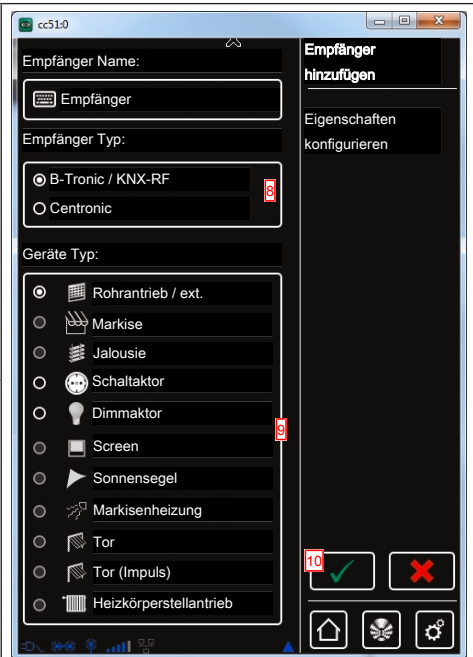 cc51:0
Empfänger Name:
Empfänger
Empfänger Typ:
B-Tronic / KNX-RF
8
Centronic
Geräte Typ:
Rohrantrieb / ext.
Markise
Jalousie
Schaltaktor
Dimmaktor
9
Screen
Sonnensegel
Markisenheizung
Tor
Tor (Impuls)
Heizkörperstellantrieb
Empfänger
hinzufügen
Eigenschaften
konfigurieren
10